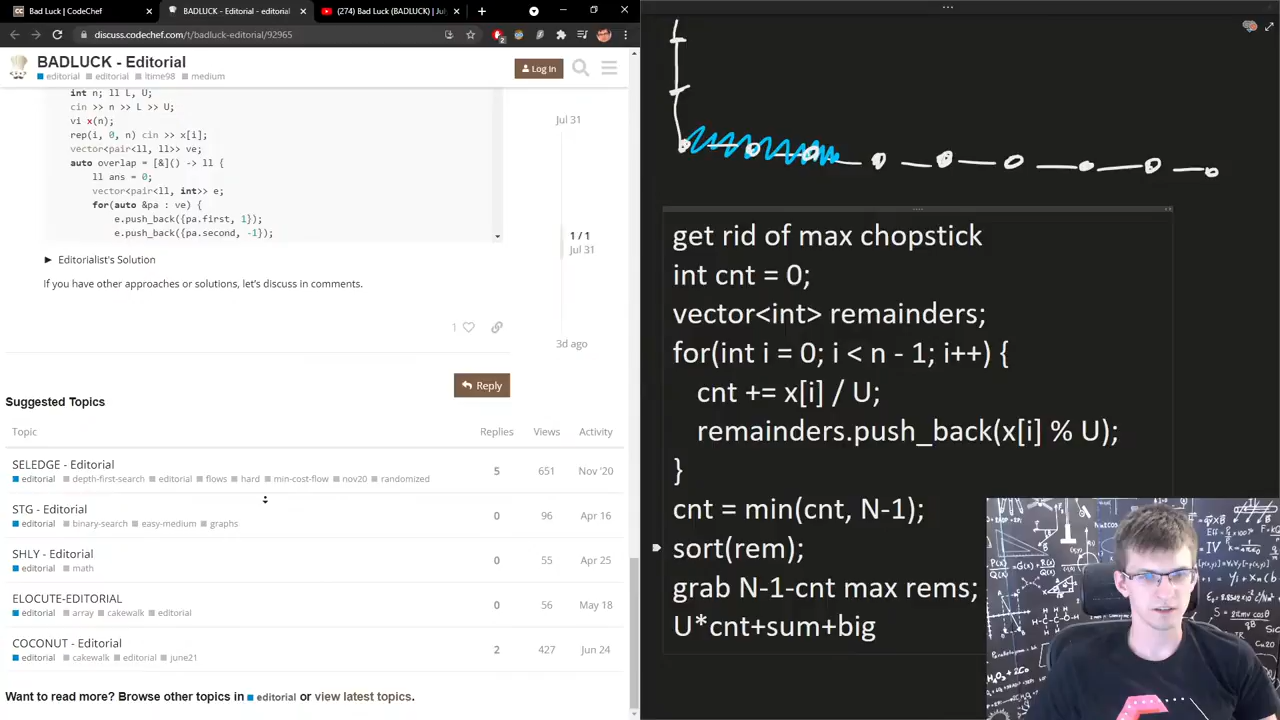 Bad Luck | CodeChef
BADLUCK - Editorial - editorial
(274) Bad Luck (BADLUCK) | Jul
discuss.codechef.com/t/badluck-editorial/92965
BADLUCK - Editorial
editorial editorial ltime98 medium
Log In
int n; ll L, U;
cin >> n >> L >> U;
vi x(n);
rep(i, 0, n) cin >> x[i];
vector<pair<ll, ll>> ve;
auto overlap = [&]() -> ll {
ll ans = 0;
vector<pair<ll, int>> e;
for(auto &pa : ve) {
e.push_back({pa.first, 1});
e.push_back({pa.second, -1});
Jul 31
1 / 1
Jul 31
3d ago
► Editorialist's Solution
If you have other approaches or solutions, let's discuss in comments.
1
Reply
Suggested Topics
Topic Replies Views Activity
SELEDGE - Editorial 5 651 Nov '20
editorial depth-first-search editorial flows hard min-cost-flow nov20 randomized
STG - Editorial 0 96 Apr 16
editorial binary-search easy-medium graphs
SHLY - Editorial 0 55 Apr 25
editorial math
ELOCUTE-EDITORIAL 0 56 May 18
editorial array cakewalk editorial
COCONUT - Editorial 2 427 Jun 24
editorial cakewalk editorial june21
Want to read more? Browse other topics in editorial or view latest topics.
get rid of max chopstick
int cnt = 0;
vector<int> remainders;
for(int i = 0; i < n - 1; i++) {
cnt += x[i] / U;
remainders.push_back(x[i] % U);
}
cnt = min(cnt, N-1);
sort(rem);
grab N-1-cnt max rems;
U*cnt+sum+big